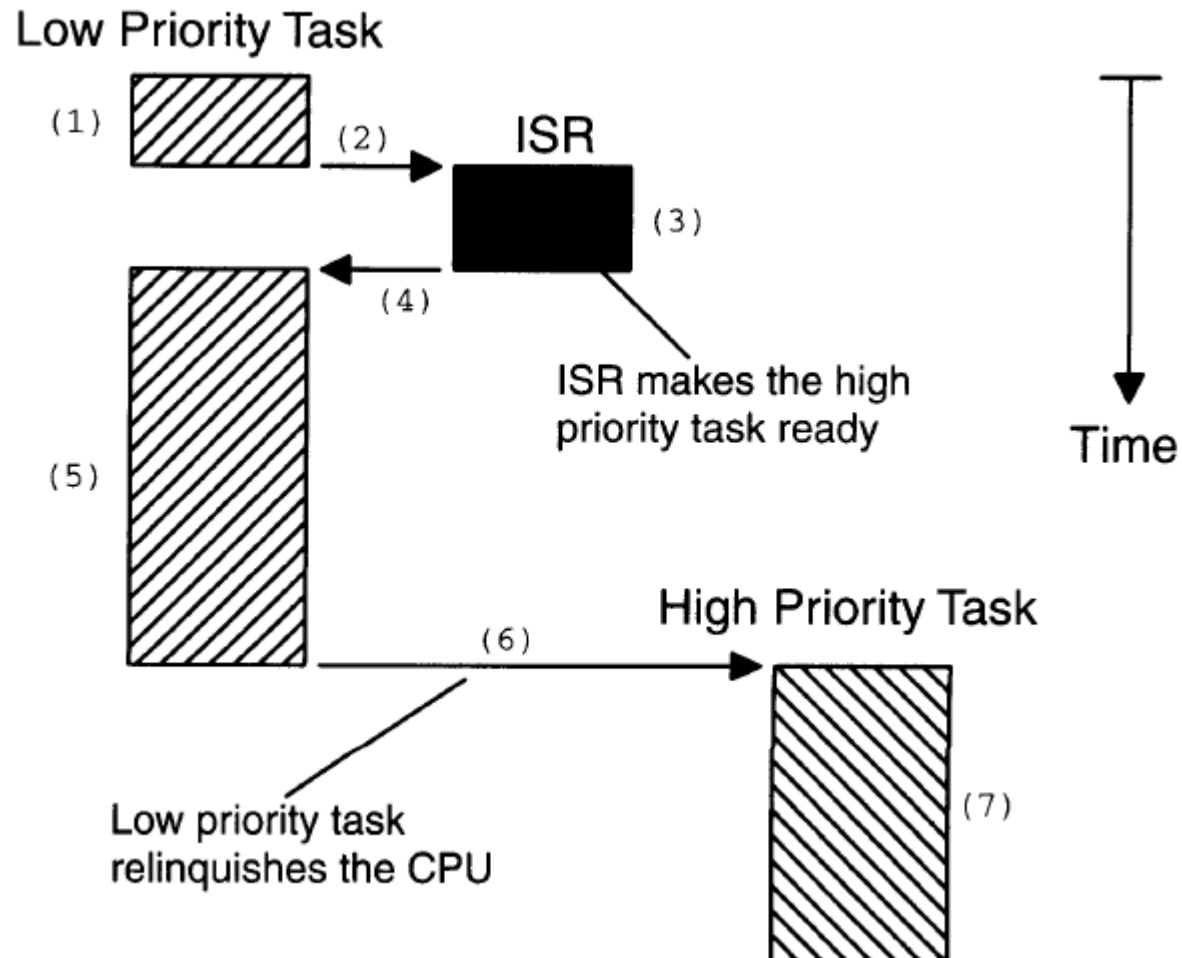 Low Priority Task
(1)
(2)
ISR
(3)
(4)
ISR makes the high
priority task ready
Time
(5)
High Priority Task
(6)
Low priority task
relinquishes the CPU
(7)